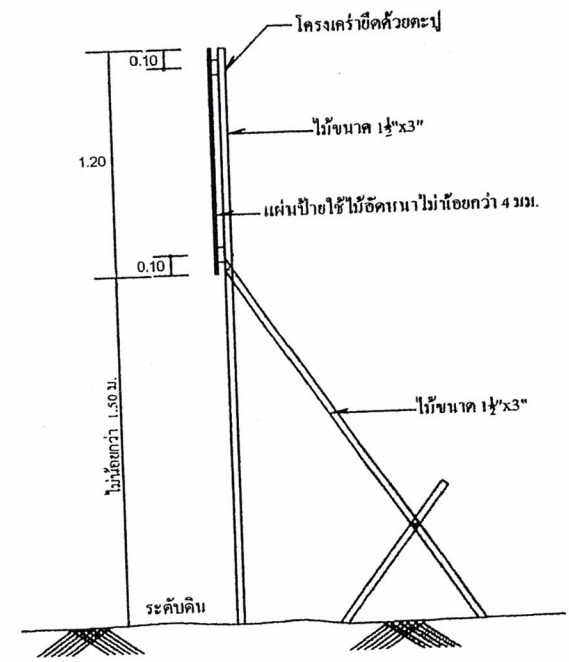 โครงเคร่ายึดด้วยตะปู
0.10
ไม้ขนาด 1½"x3"
1.20
แผ่นป้ายใช้ไม้อัดหนาไม่น้อยกว่า 4 มม.
0.10
ไม้ขนาด 1½"x3"
ไม่น้อยกว่า 1.50 ม.
ระดับดิน